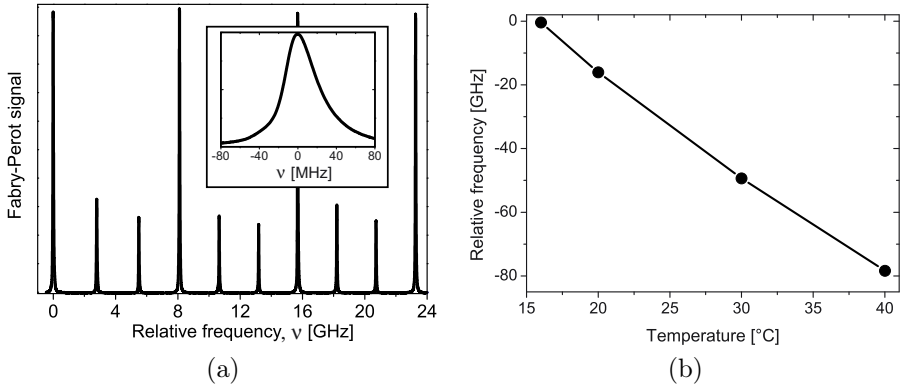 Fabry-Perot signal
-80 -40 0 40 80
ν [MHz]
0 4 8 12 16 20 24
Relative frequency, ν [GHz]
(a)
Relative frequency [GHz]
0
-20
-40
-60
-80
15 20 25 30 35 40
Temperature [°C]
(b)